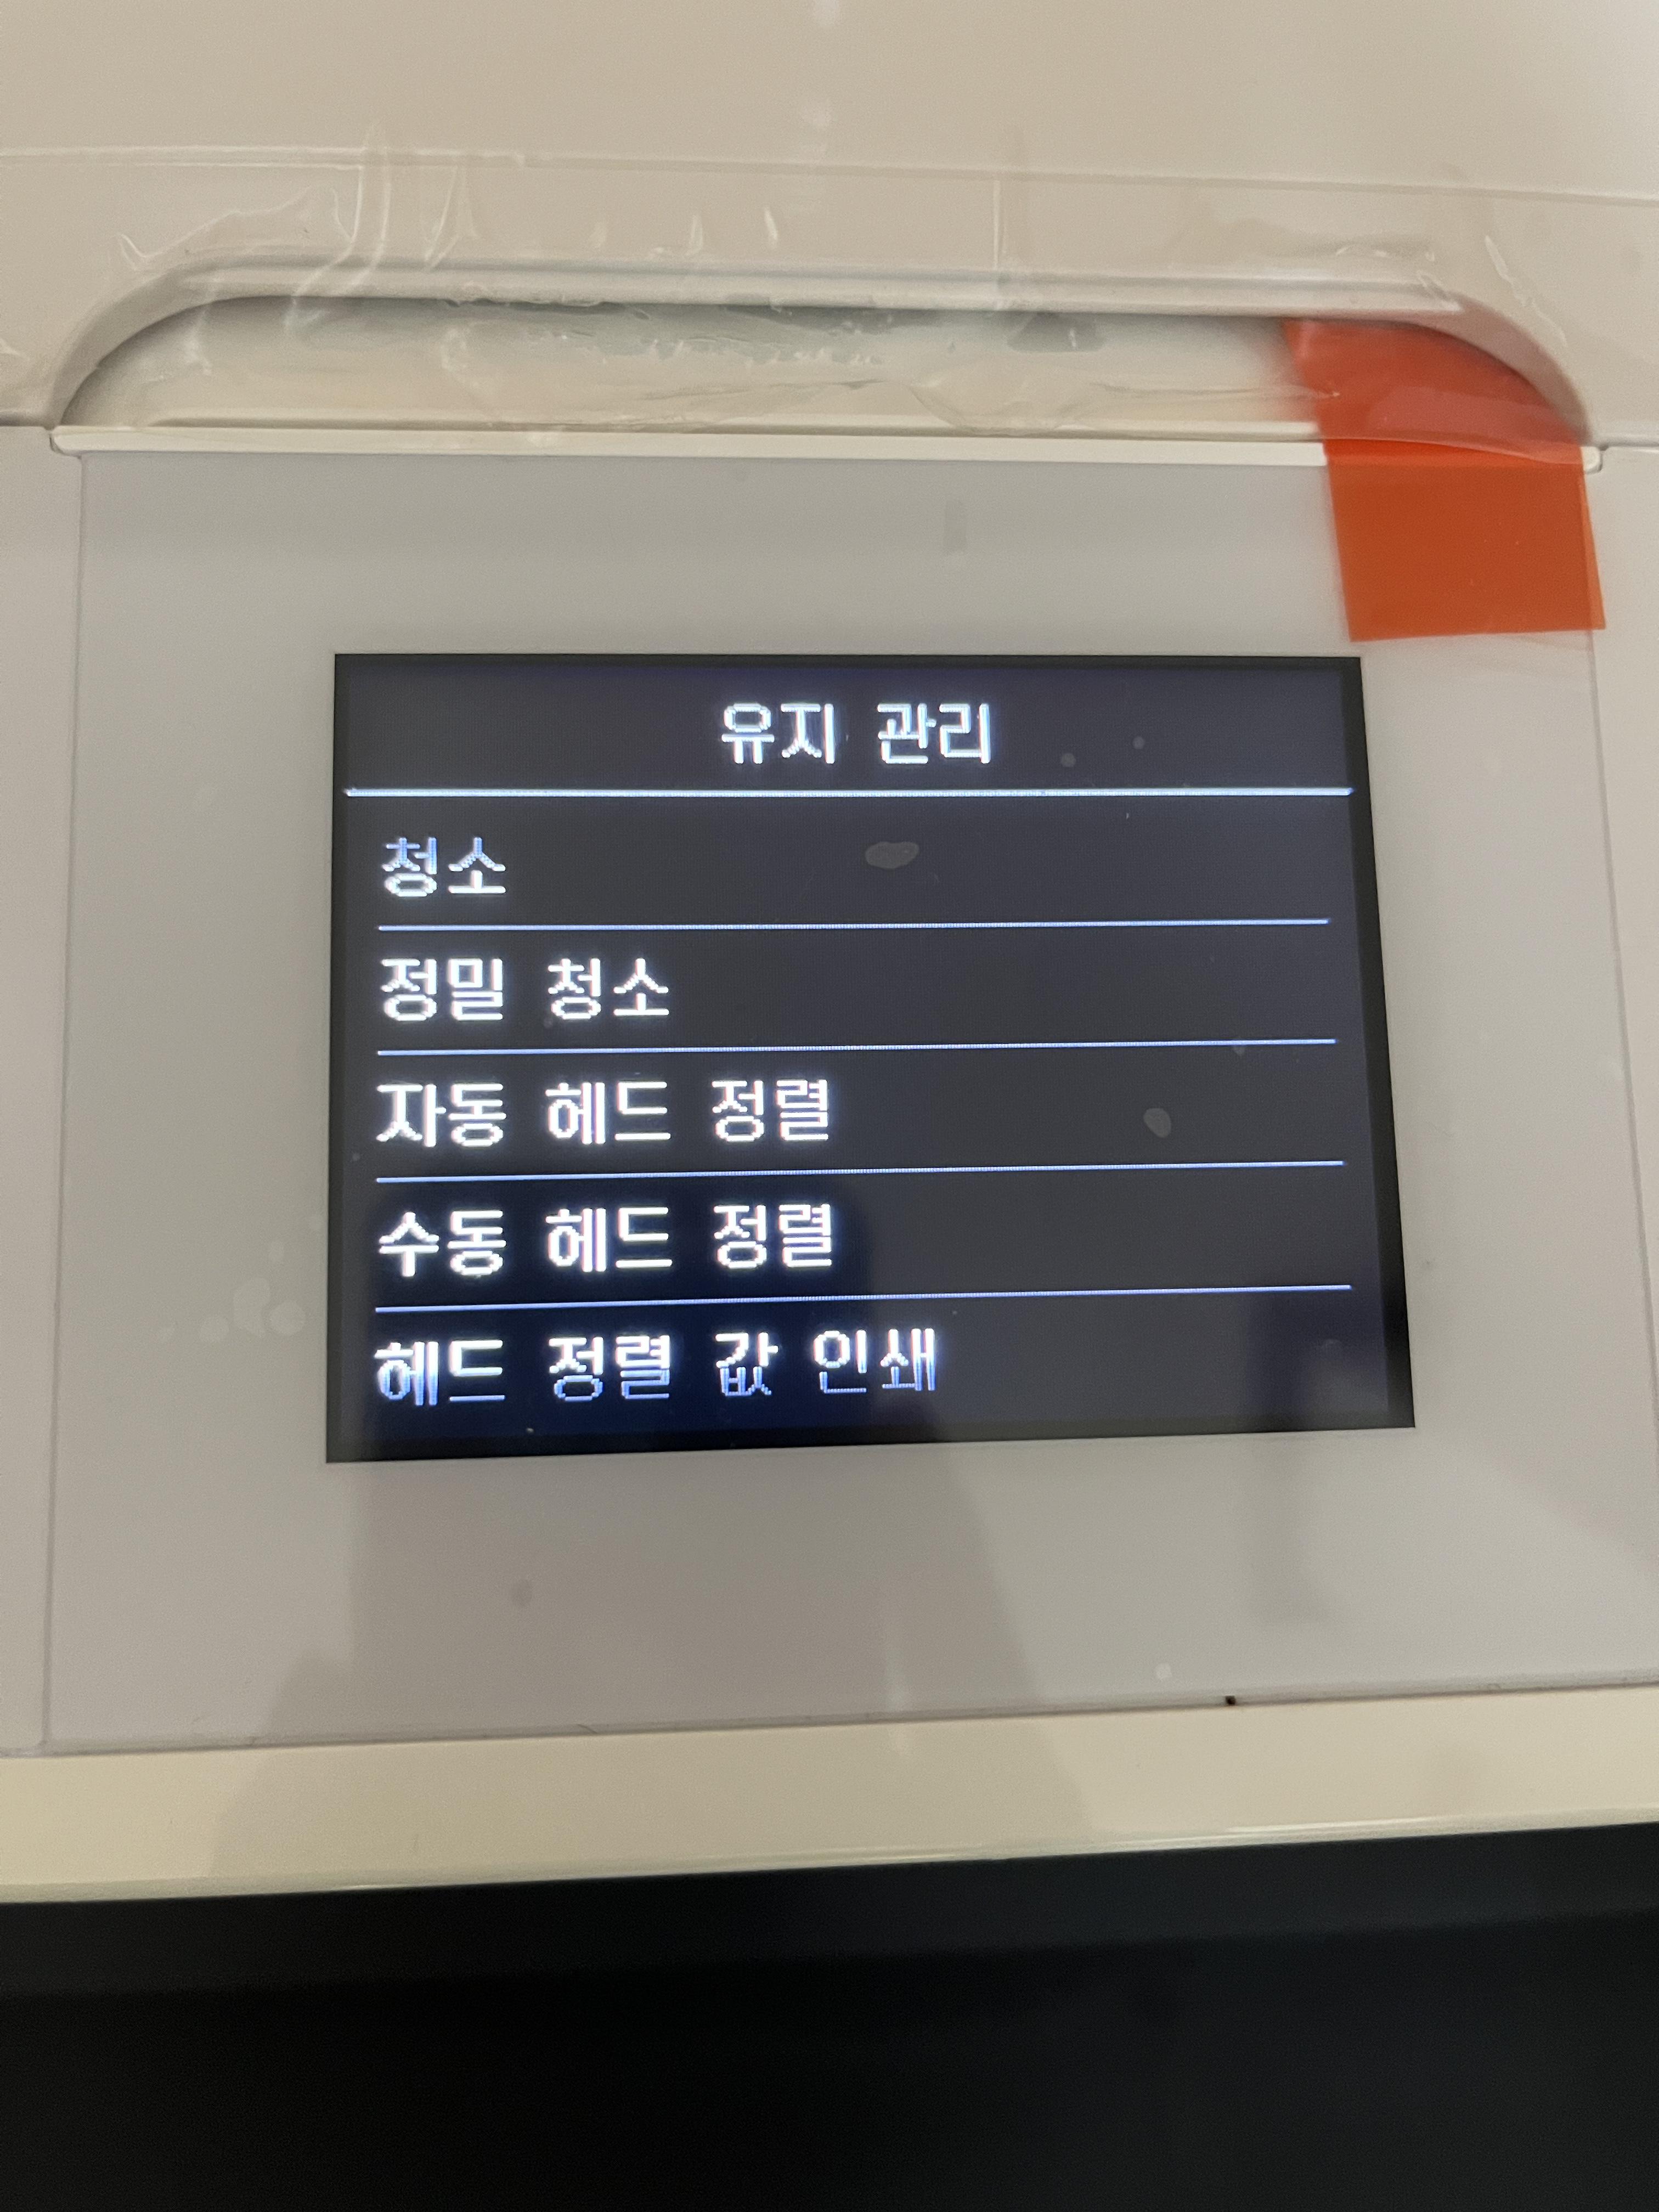 유지 관리
청소
정밀 청소
자동 헤드 정렬
수동 헤드 정렬
헤드 정렬 값 인쇄